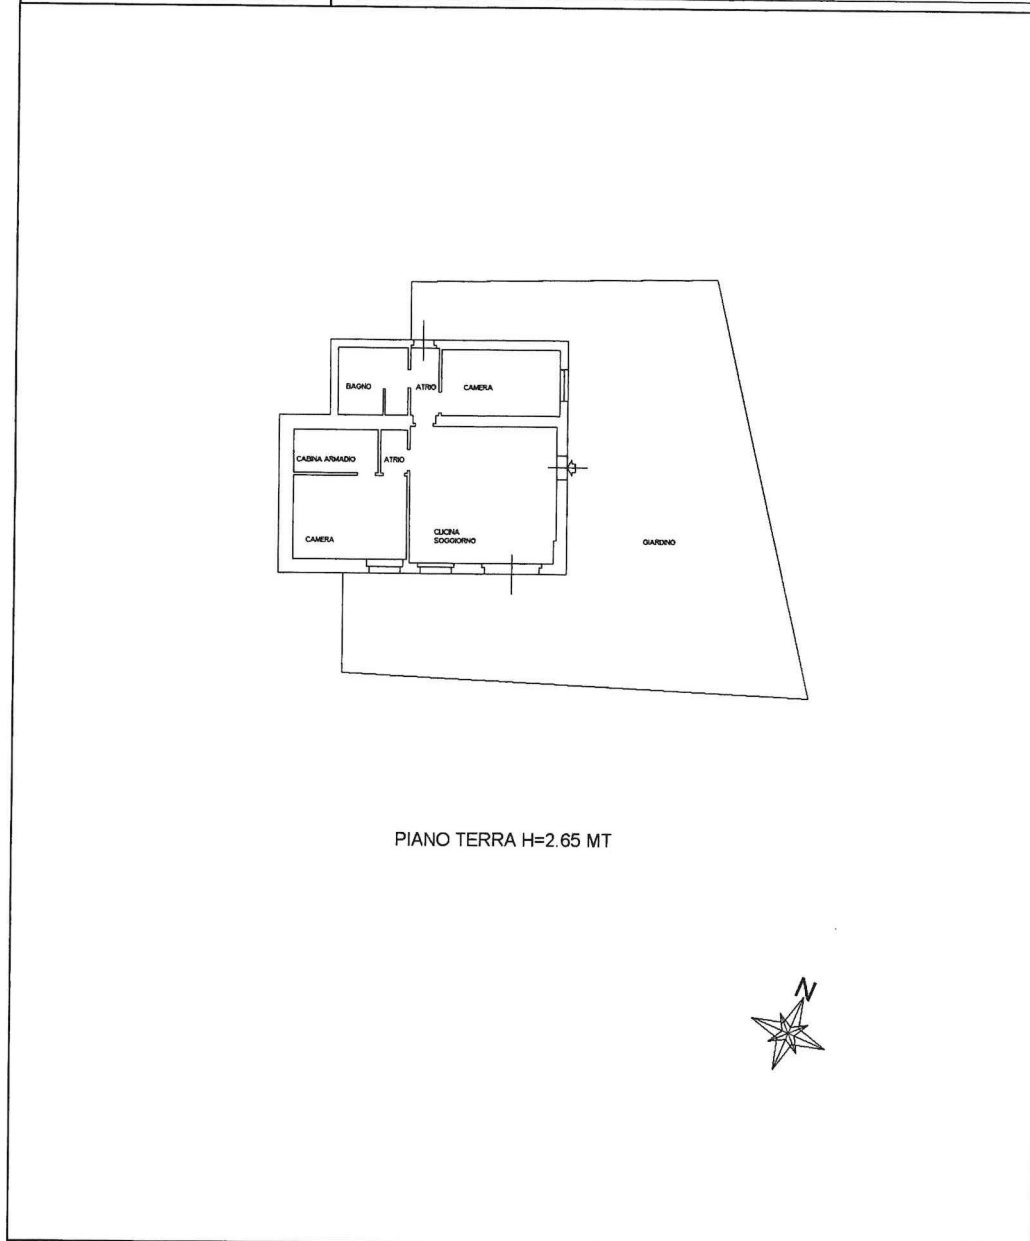 BAGNO
ATRIO
CAMERA
CABINA ARMADIO
ATRIO
CAMERA
CUCINA
SOGGIORNO
GIARDINO
PIANO TERRA H=2.65 MT
N